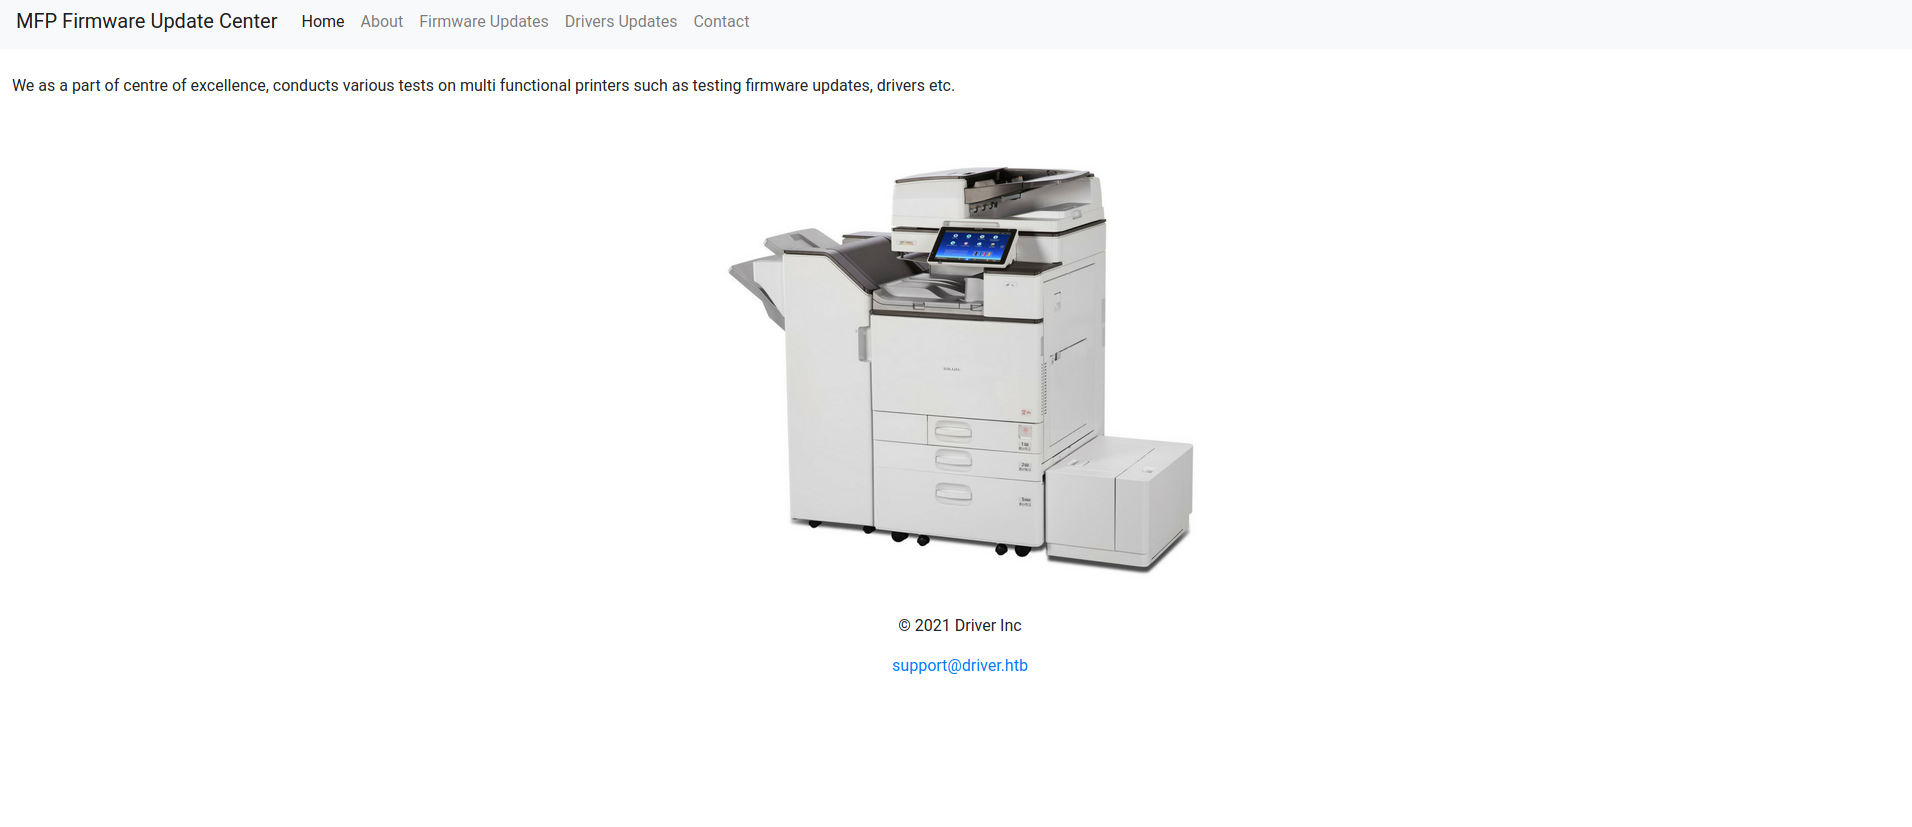 MFP Firmware Update Center Home About Firmware Updates Drivers Updates Contact
We as a part of centre of excellence, conducts various tests on multi functional printers such as testing firmware updates, drivers etc.
© 2021 Driver Inc
support@driver.htb